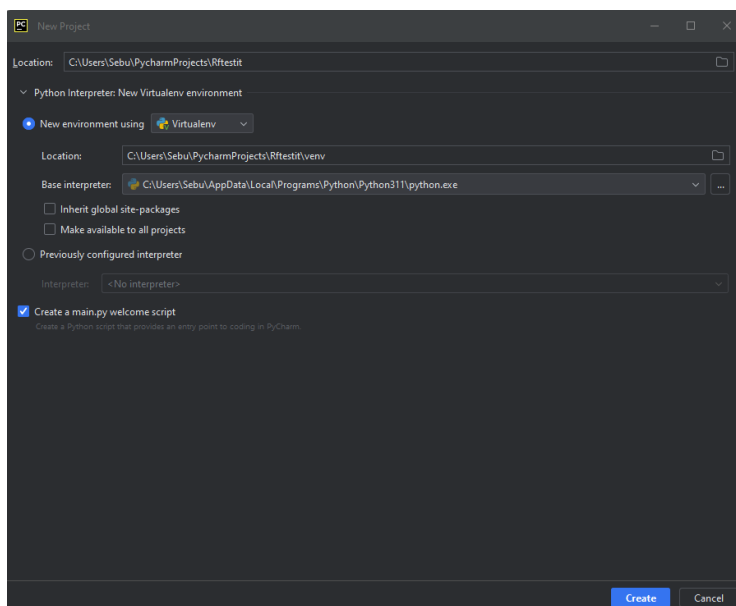 PC New Project
Location: C:\Users\Sebu\PycharmProjects\Rftestit
Python Interpreter: New Virtualenv environment
New environment using Virtualenv
Location: C:\Users\Sebu\PycharmProjects\Rftestit\venv
Base interpreter: C:\Users\Sebu\AppData\Local\Programs\Python\Python311\python.exe ...
Inherit global site-packages
Make available to all projects
Previously configured interpreter
Interpreter: <No interpreter>
Create a main.py welcome script
Create a Python script that provides an entry point to coding in PyCharm.
Create Cancel